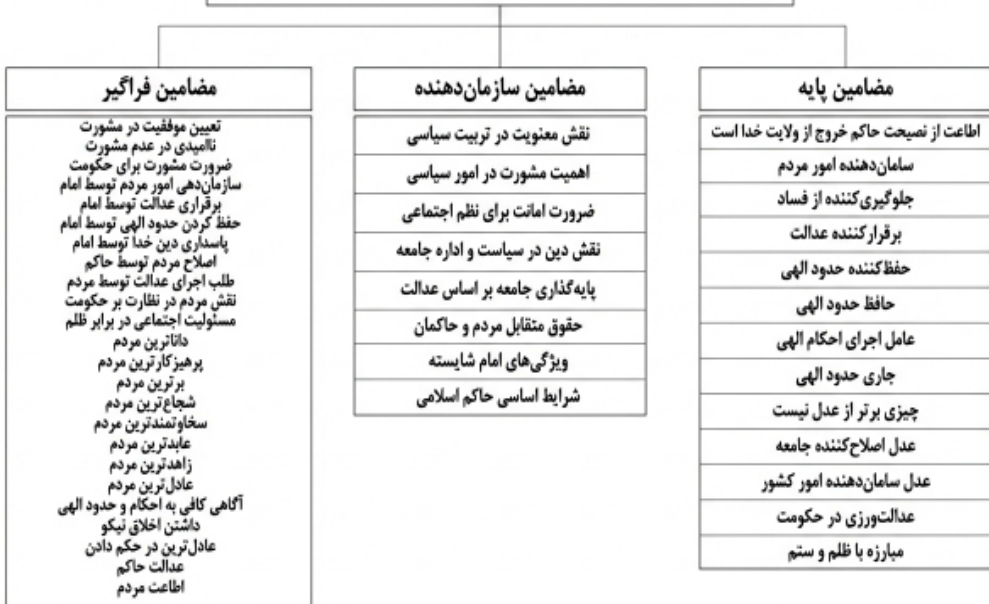 مضامین پایه
اطاعت از نصیحت حاکم خروج از ولایت خدا است
سامان‌دهنده امور مردم
جلوگیری‌کننده از فساد
برقرارکننده عدالت
حفظ‌کننده حدود الهی
حافظ حدود الهی
عامل اجرای احکام الهی
جاری حدود الهی
چیزی برتر از عدل نیست
عدل اصلاح‌کننده جامعه
عدل سامان‌دهنده امور کشور
عدالت‌ورزی در حکومت
مبارزه با ظلم و ستم
مضامین سازمان‌دهنده
نقش معنویت در تربیت سیاسی
اهمیت مشورت در امور سیاسی
ضرورت امانت برای نظم اجتماعی
نقش دین در سیاست و اداره جامعه
پایه‌گذاری جامعه بر اساس عدالت
حقوق متقابل مردم و حاکمان
ویژگی‌های امام شایسته
شرایط اساسی حاکم اسلامی
مضامین فراگیر
تعیین موفقیت در مشورت
ناامیدی در عدم مشورت
ضرورت مشورت برای حکومت
سازمان‌دهی امور مردم توسط امام
برقراری عدالت توسط امام
حفظ کردن حدود الهی توسط امام
پاسداری دین خدا توسط امام
اصلاح مردم توسط حاکم
طلب اجرای عدالت توسط مردم
نقش مردم در نظارت بر حکومت
مسئولیت اجتماعی در برابر ظلم
داناترین مردم
پرهیزکارترین مردم
برترین مردم
شجاع‌ترین مردم
سخاوتمندترین مردم
عابدترین مردم
زاهدترین مردم
عادل‌ترین مردم
آگاهی کافی به احکام و حدود الهی
داشتن اخلاق نیکو
عادل‌ترین در حکم دادن
عدالت حاکم
اطاعت مردم